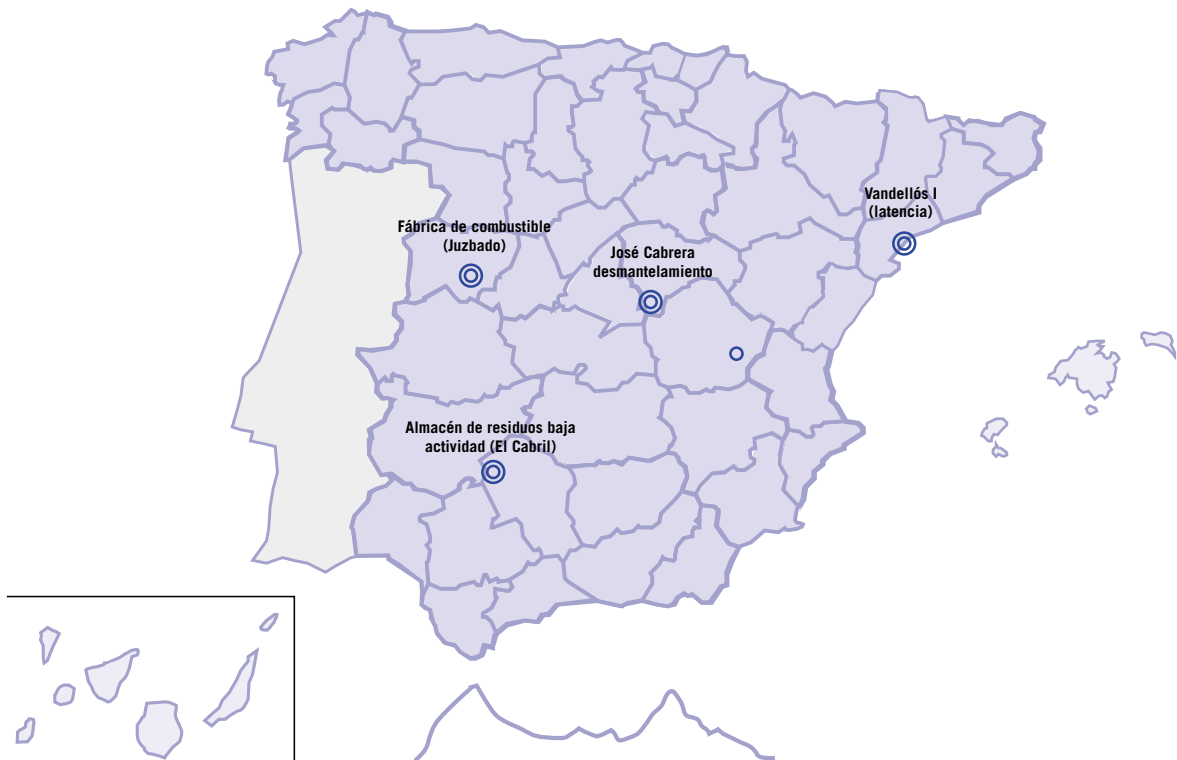 Vandellós I
(latencia)
Fábrica de combustible
(Juzbado)
José Cabrera
desmantelamiento
Almacén de residuos baja
actividad (El Cabril)